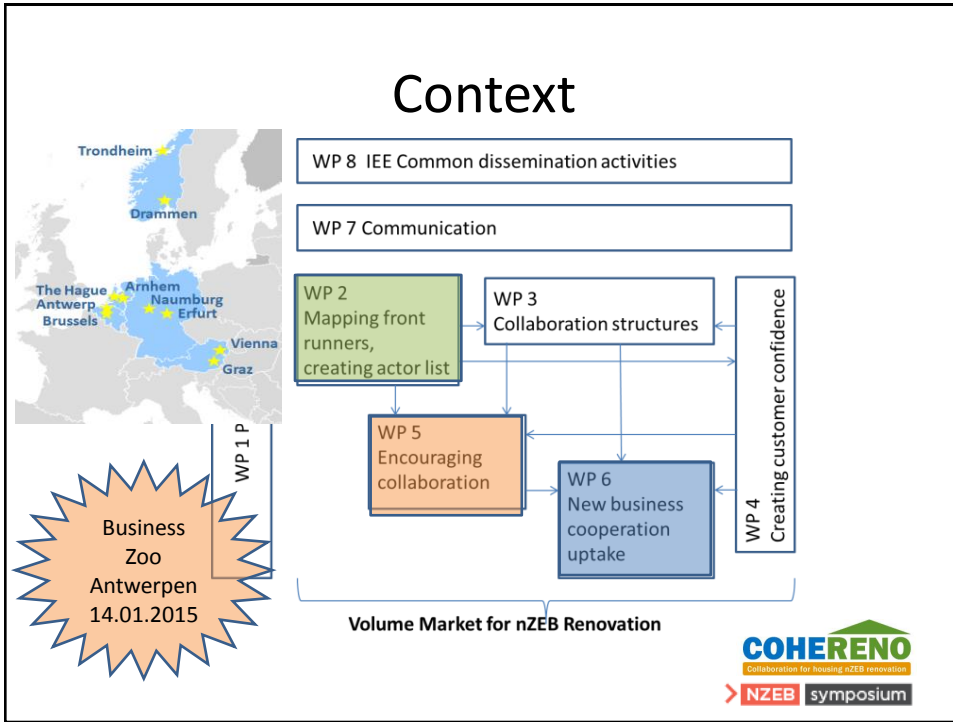 Context
Trondheim
Drammen
The Hague
Arnhem
Antwerp
Naumburg
Brussels
Erfurt
Vienna
Graz
WP 8 IEE Common dissemination activities
WP 7 Communication
WP 2
Mapping front
runners,
creating actor list
WP 3
Collaboration structures
WP 4
Creating customer confidence
WP 5
Encouraging
collaboration
WP 6
New business
cooperation
uptake
WP 1 P
Business
Zoo
Antwerpen
14.01.2015
Volume Market for nZEB Renovation
COHERENO
Collaboration for housing nZEB renovation
NZEB symposium